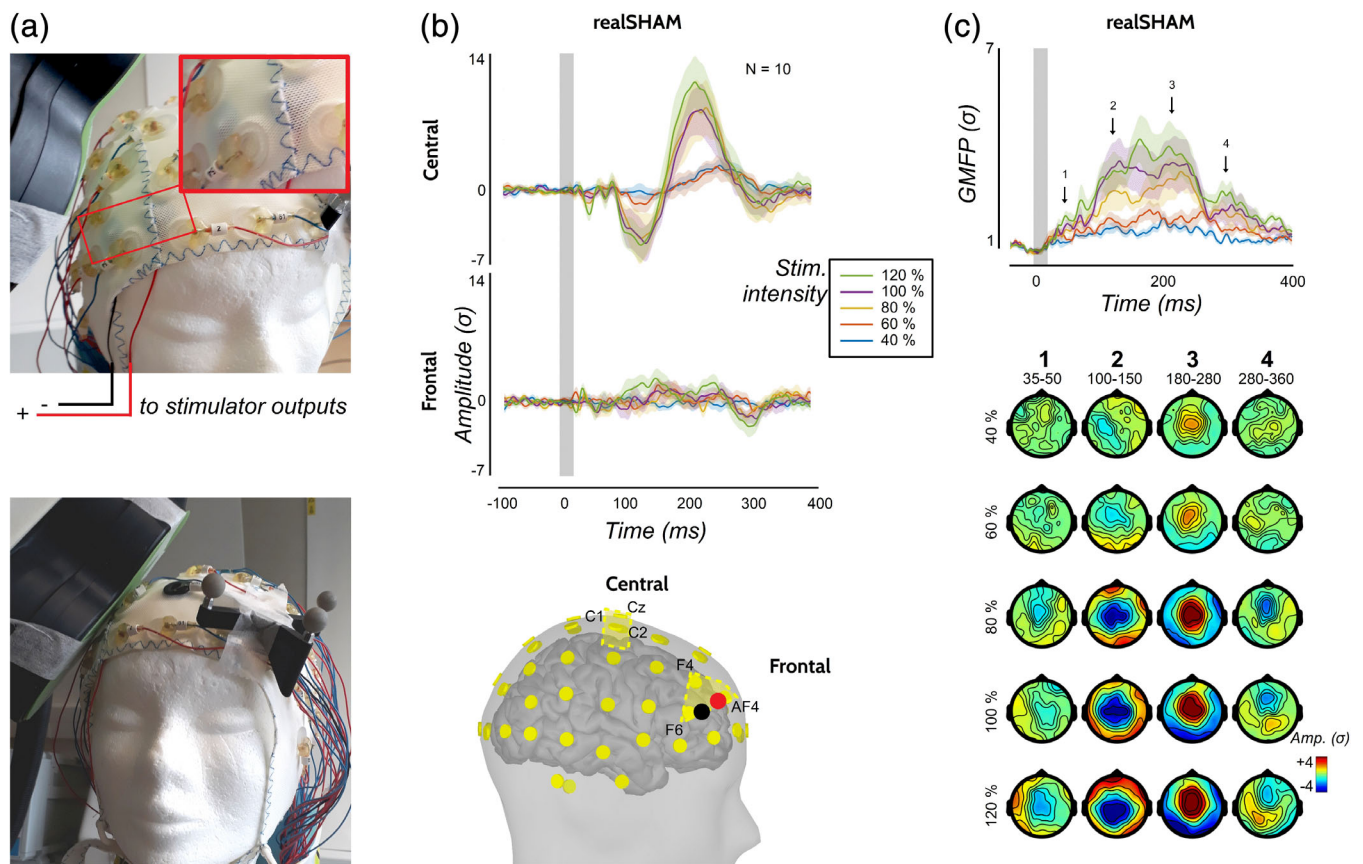 (a)
+
-
to stimulator outputs
(b)
realSHAM
14
N = 10
Central
0
-7
14
Frontal
0
-7
Amplitude (σ)
-100
0
100
200
300
400
Time (ms)
Stim.
intensity
120 %
100 %
80 %
60 %
40 %
Central
C1
Cz
C2
F4
Frontal
AF4
F6
(c)
realSHAM
7
GMFP (σ)
1
1
2
3
4
0
200
400
Time (ms)
1 2 3 4
35-50 100-150 180-280 280-360
40 %
60 %
80 %
100 %
120 %
Amp. (σ)
+4
-4